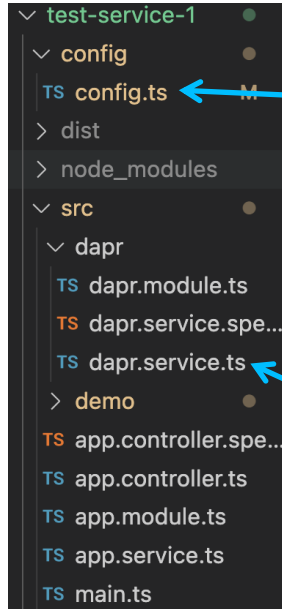 test-service-1
config
TS config.ts M
dist
node_modules
src
dapr
TS dapr.module.ts
TS dapr.service.spe...
TS dapr.service.ts
demo
TS app.controller.spe...
TS app.controller.ts
TS app.module.ts
TS app.service.ts
TS main.ts